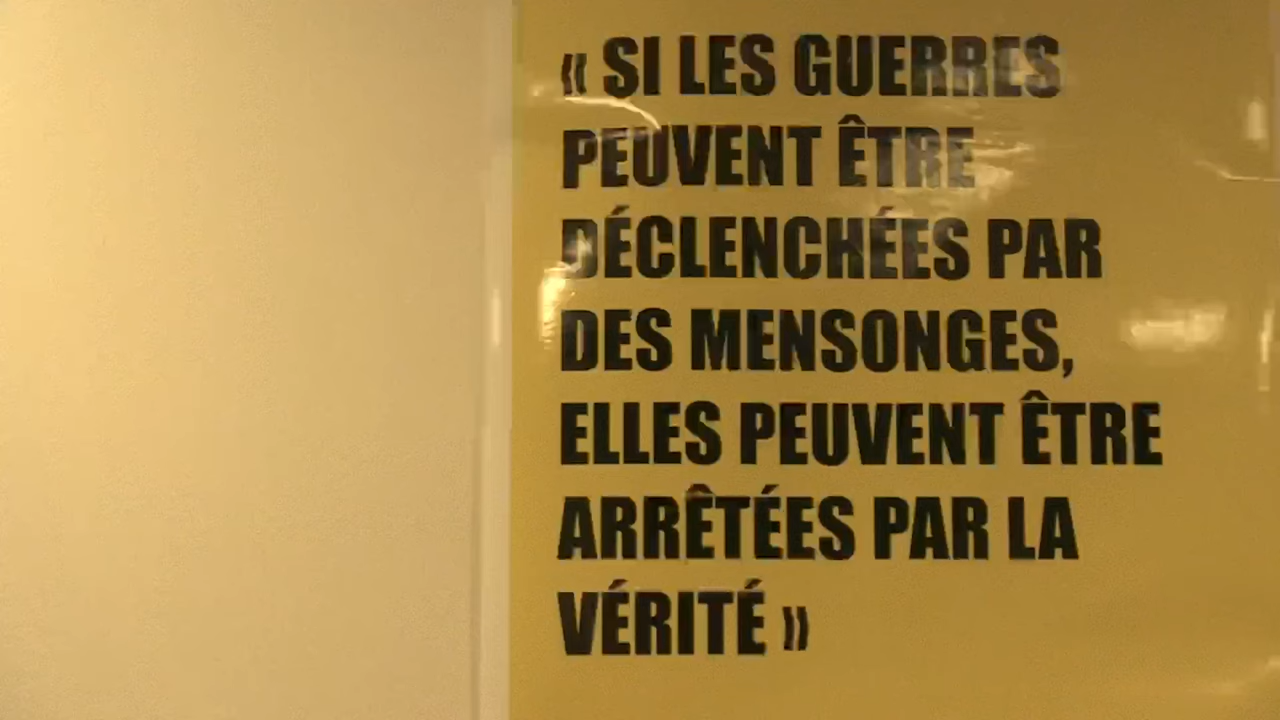 « SI LES GUERRES
PEUVENT ÊTRE
DÉCLENCHÉES PAR
DES MENSONGES,
ELLES PEUVENT ÊTRE
ARRÊTÉES PAR LA
VÉRITÉ »